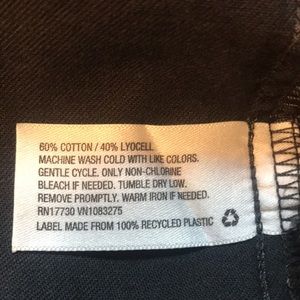 60% COTTON / 40% LYOCELL
MACHINE WASH COLD WITH LIKE COLORS.
GENTLE CYCLE. ONLY NON-CHLORINE
BLEACH IF NEEDED. TUMBLE DRY LOW.
REMOVE PROMPTLY. WARM IRON IF NEEDED.
RN17730 VN1083275
LABEL MADE FROM 100% RECYCLED PLASTIC